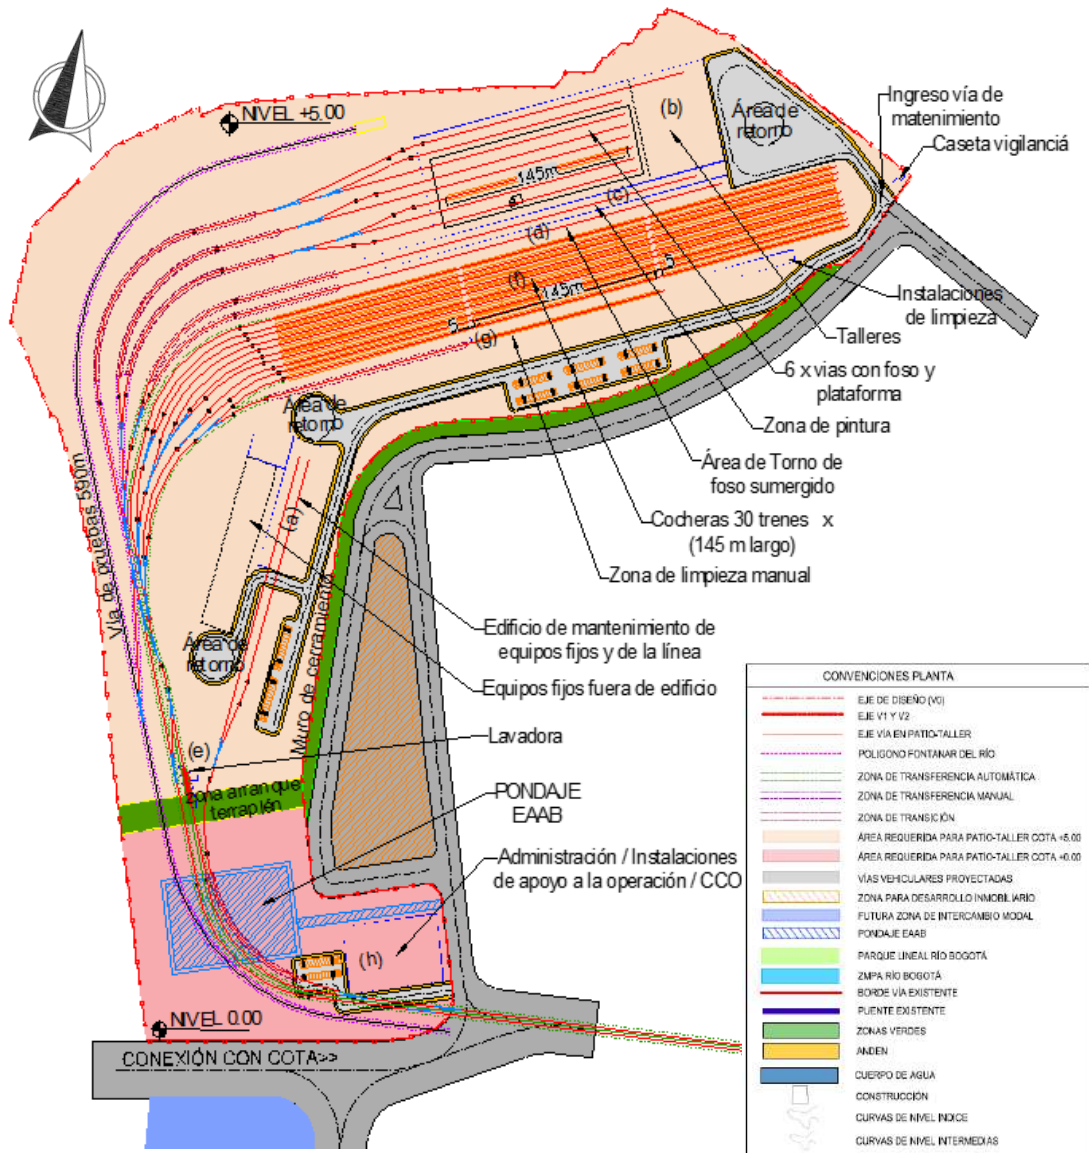 NIVEL +5.00
(b)
Área de
retorno
Ingreso vía de
matenimiento
Caseta vigilanciá
145m
(c)
(d)
(f)
5
145m
5
(g)
Instalaciones
de limpieza
Talleres
6 x vias con foso y
plataforma
Zona de pintura
Área de Torno de
foso sumergido
Cocheras 30 trenes x
(145 m largo)
Zona de limpieza manual
Área de
retorno
(a)
Vía de pruebas 590m
Muro de cerramiento
Edificio de mantenimiento de
equipos fijos y de la línea
Equipos fijos fuera de edificio
Área de
retorno
Lavadora
(e)
zona arranque
terraplén
PONDAJE
EAAB
Administración / Instalaciones
de apoyo a la operación / CCO
(h)
NIVEL 0.00
CONEXIÓN CON COTA>>
CONVENCIONES PLANTA
EJE DE DISEÑO (V0)
EJE V1 Y V2
EJE VÍA EN PATIO-TALLER
POLIGONO FONTANAR DEL RÍO
ZONA DE TRANSFERENCIA AUTOMÁTICA
ZONA DE TRANSFERENCIA MANUAL
ZONA DE TRANSICIÓN
ÁREA REQUERIDA PARA PATIO-TALLER COTA +5.00
ÁREA REQUERIDA PARA PATIO-TALLER COTA +0.00
VÍAS VEHICULARES PROYECTADAS
ZONA PARA DESARROLLO INMOBILIARIO
FUTURA ZONA DE INTERCAMBIO MODAL
PONDAJE EAAB
PARQUE LINEAL RÍO BOGOTÁ
ZMPA RÍO BOGOTÁ
BORDE VÍA EXISTENTE
PUENTE EXISTENTE
ZONAS VERDES
ANDEN
CUERPO DE AGUA
CONSTRUCCIÓN
CURVAS DE NIVEL INDICE
CURVAS DE NIVEL INTERMEDIAS